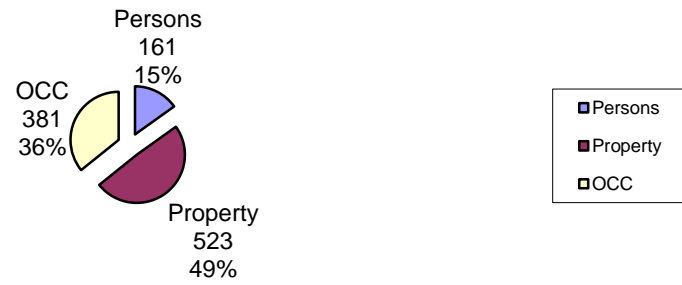 Persons
161
15%
OCC
381
36%
Property
523
49%
Persons
Property
OCC